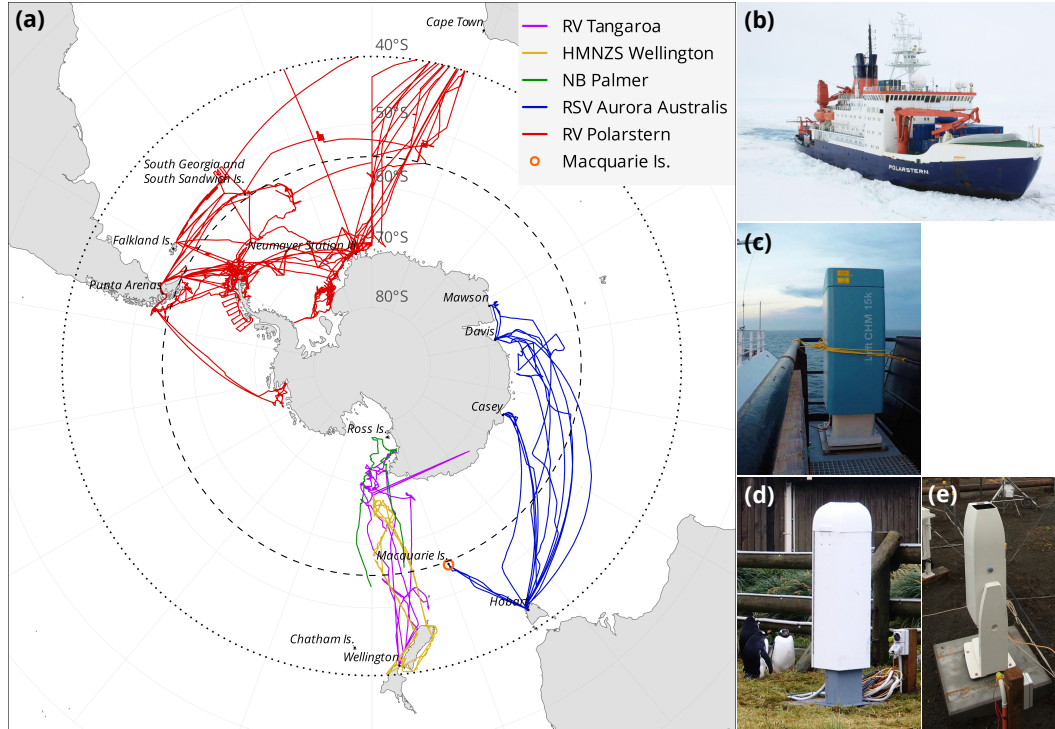 (a)
Cape Town
RV Tangaroa
HMNZS Wellington
NB Palmer
RSV Aurora Australis
RV Polarstern
Macquarie Is.
40°S
50°S
60°S
70°S
80°S
South Georgia and
South Sandwich Is.
Falkland Is.
Neumayer Station III
Punta Arenas
Mawson
Davis
Casey
Ross Is.
Macquarie Is.
Hobart
Chatham Is.
Wellington
(b)
POLARSTERN
(c)
Lufft CHM 15k
(d)
(e)